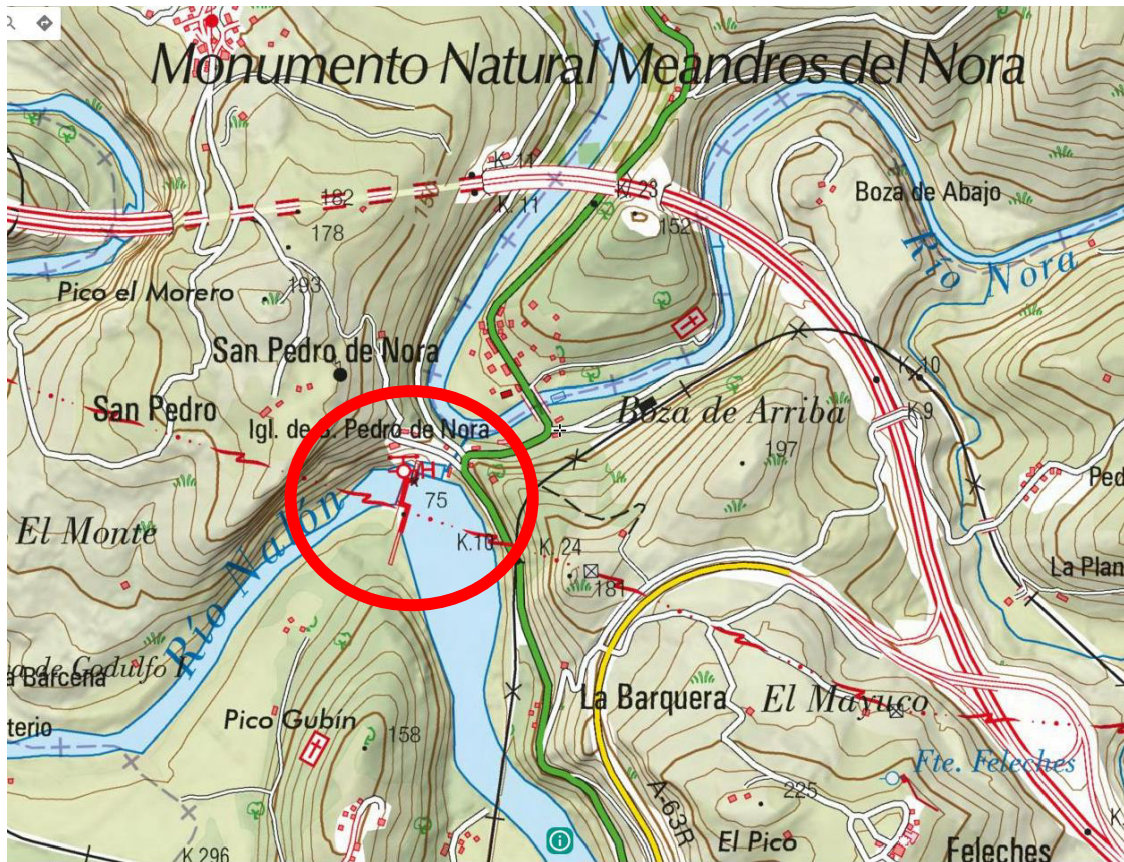 Monumento Natural Meandros del Nora
K. 11
182
K. 11
150
K. 23
152
178
Boza de Abajo
Río Nora
Pico el Morero
193
San Pedro de Nora
K. 10
K 9
San Pedro
Igl. de S. Pedro de Nora
Boza de Arriba
197
H
75
Ped
El Monte
Río Nalón
K.10
K. 24
181
La Plan
La Barquera
El Mayuco
a Bárcena
co de Godulfo
terio
Pico Gubín
158
Fte. Feleches
A-63R
225
El Pico
Feleches
K.296
K.
i